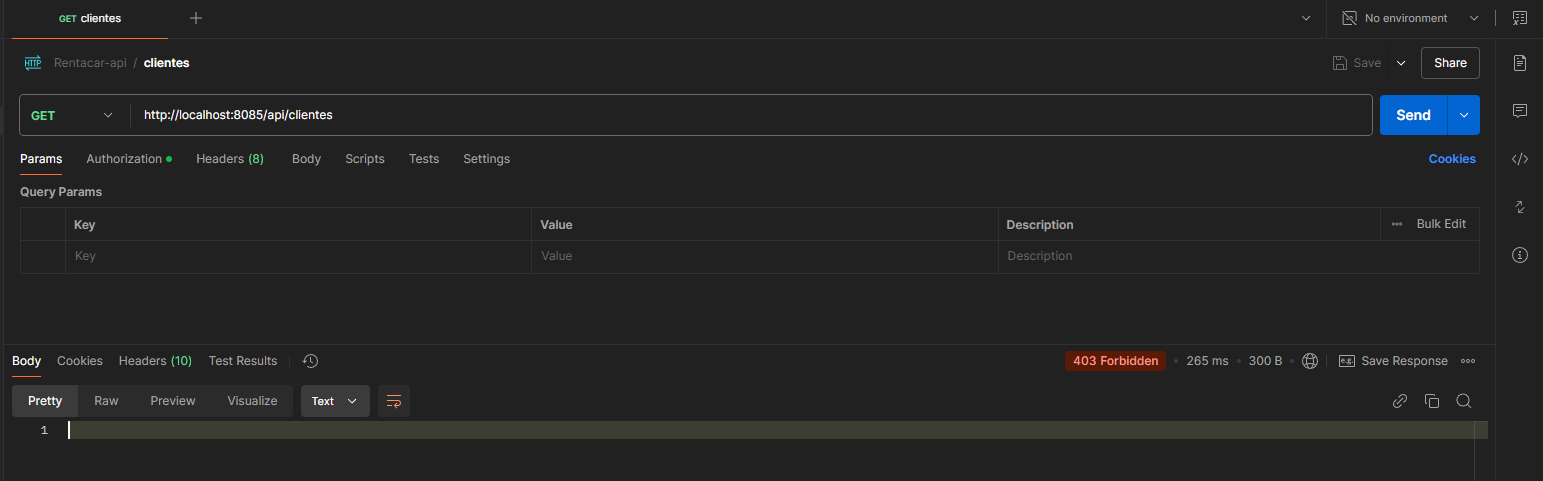 GET clientes
No environment
HTTP Rentacar-api / clientes Save Share
GET http://localhost:8085/api/clientes Send
Params Authorization Headers (8) Body Scripts Tests Settings Cookies
Query Params
Key Value Description Bulk Edit
Key Value Description
Body Cookies Headers (10) Test Results 403 Forbidden 265 ms 300 B e.g. Save Response
Pretty Raw Preview Visualize Text
1